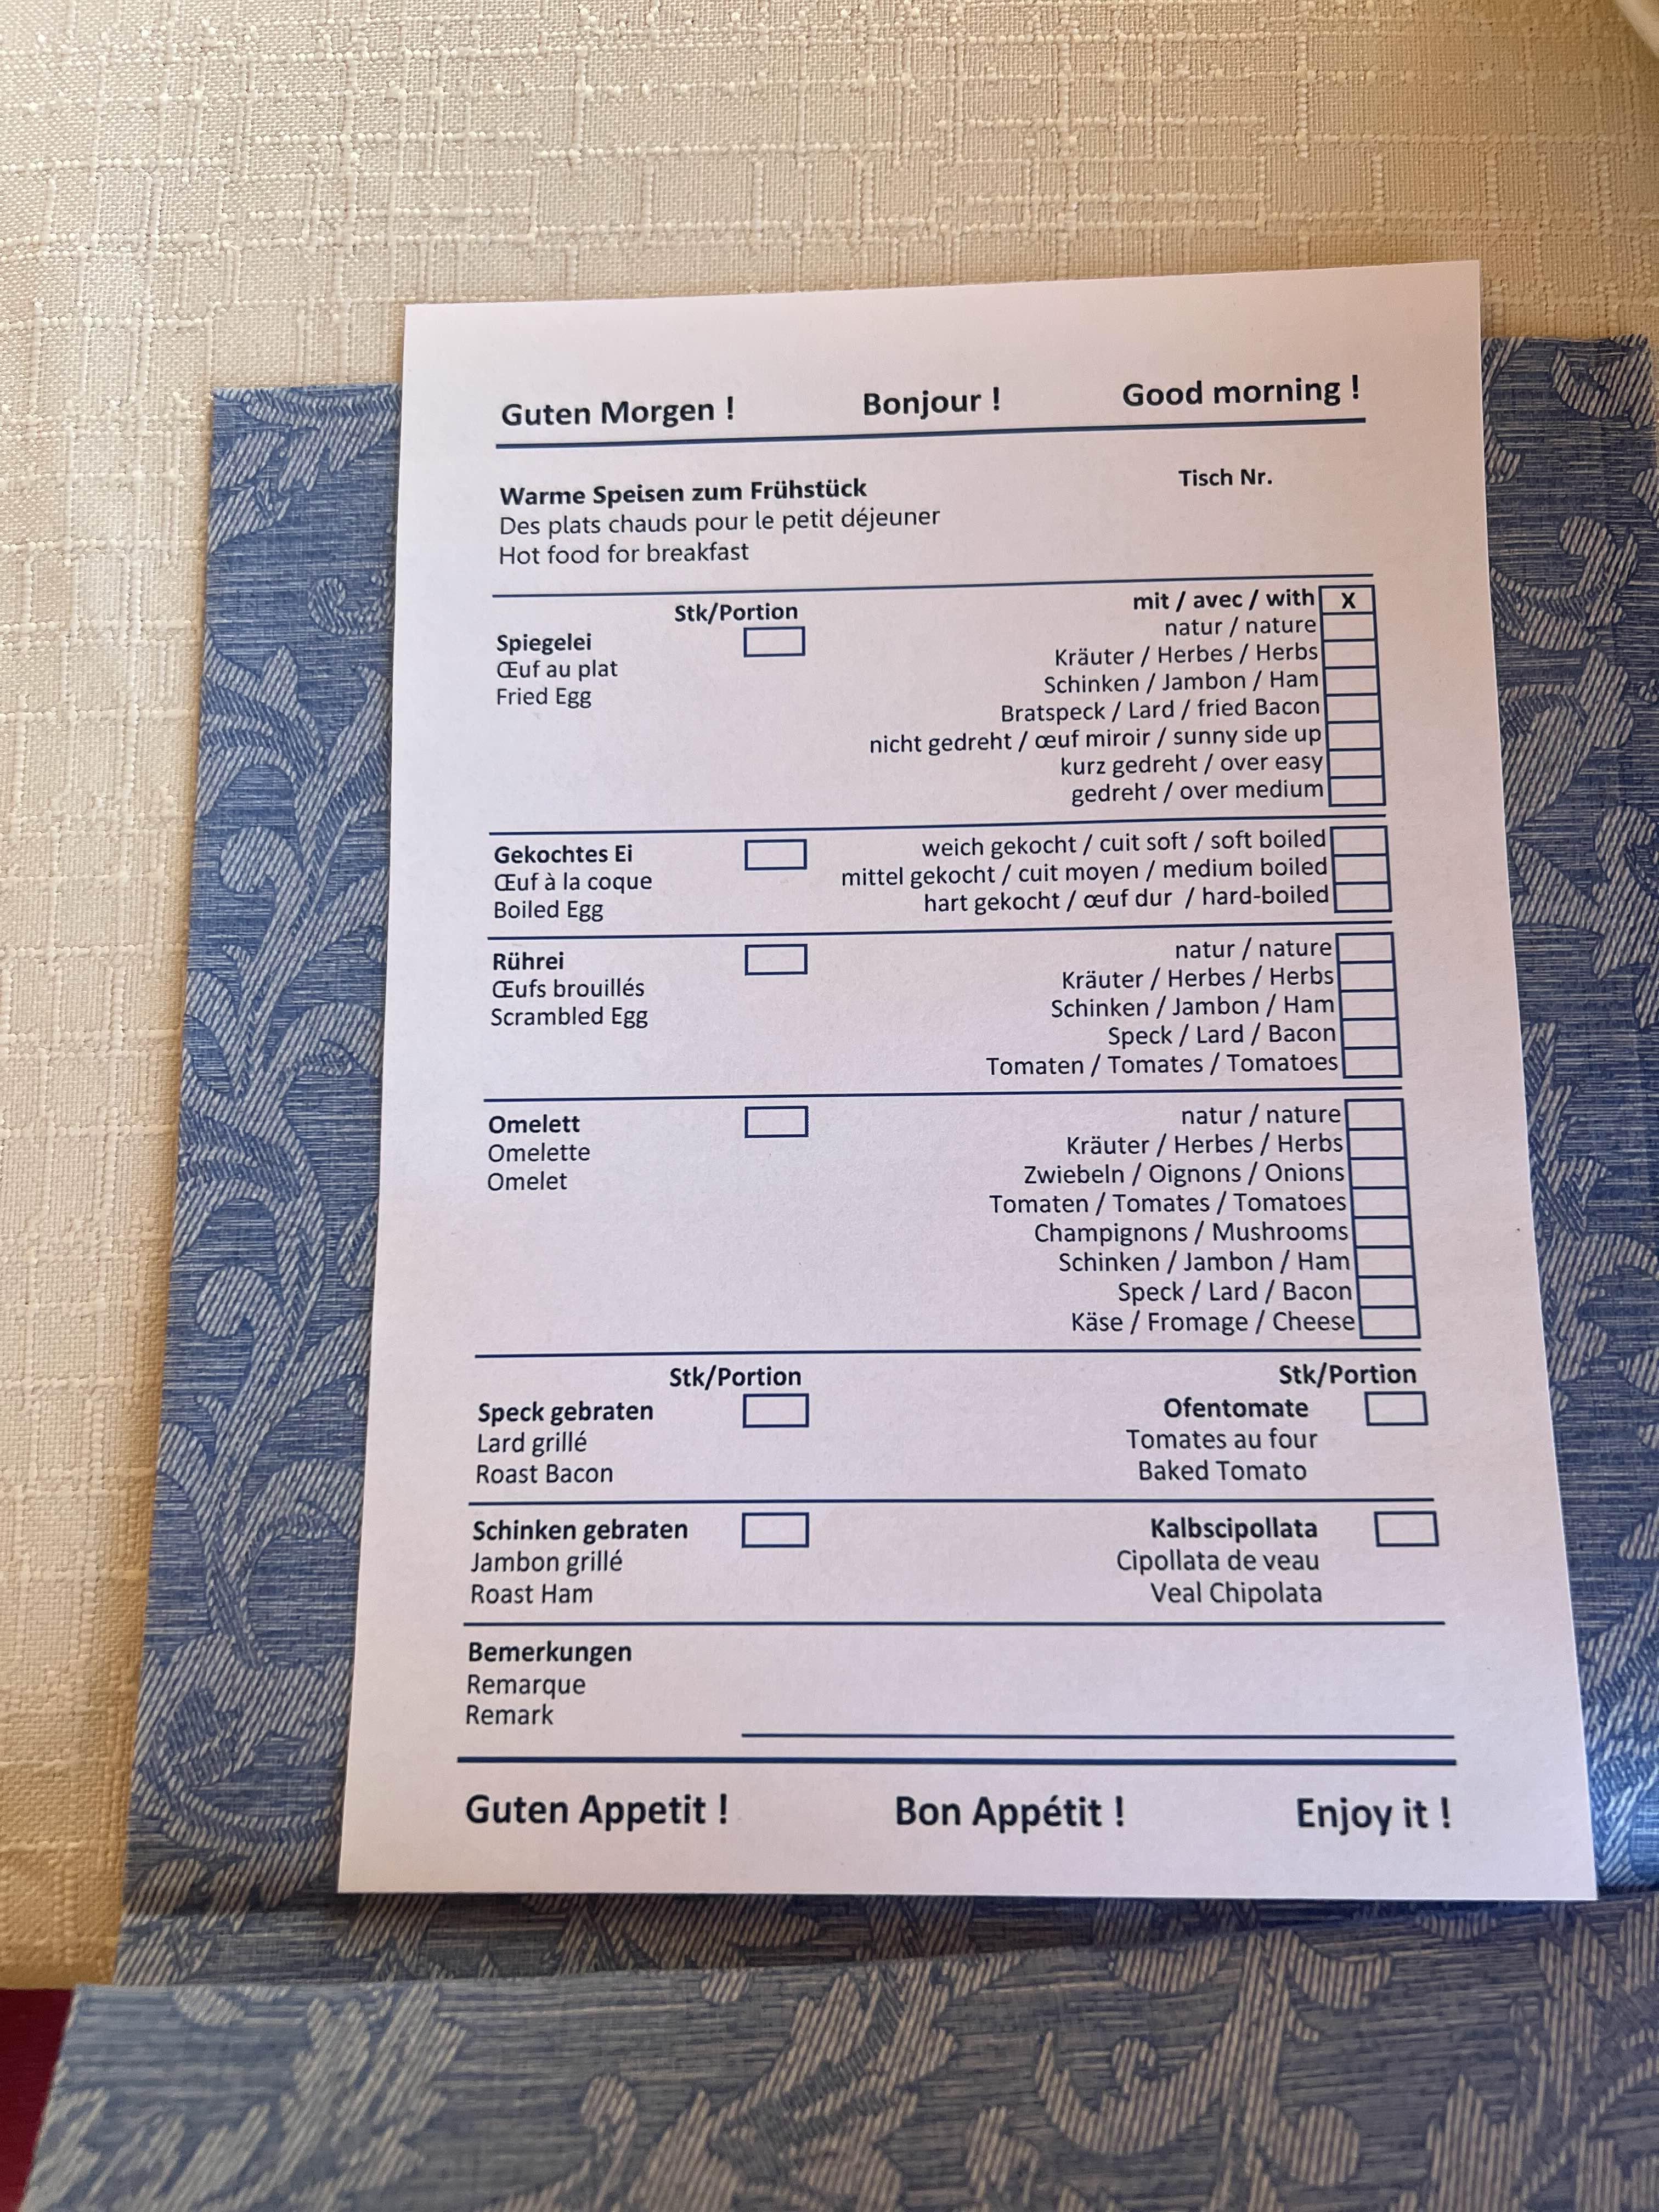 Guten Morgen ! Bonjour ! Good morning !
Warme Speisen zum Frühstück Tisch Nr.
Des plats chauds pour le petit déjeuner
Hot food for breakfast
Stk/Portion mit / avec / with X
Spiegelei natur / nature
Œuf au plat Kräuter / Herbes / Herbs
Fried Egg Schinken / Jambon / Ham
Bratspeck / Lard / fried Bacon
nicht gedreht / œuf miroir / sunny side up
kurz gedreht / over easy
gedreht / over medium
Gekochtes Ei weich gekocht / cuit soft / soft boiled
Œuf à la coque mittel gekocht / cuit moyen / medium boiled
Boiled Egg hart gekocht / œuf dur / hard-boiled
Rührei natur / nature
Œufs brouillés Kräuter / Herbes / Herbs
Scrambled Egg Schinken / Jambon / Ham
Speck / Lard / Bacon
Tomaten / Tomates / Tomatoes
Omelett natur / nature
Omelette Kräuter / Herbes / Herbs
Omelet Zwiebeln / Oignons / Onions
Tomaten / Tomates / Tomatoes
Champignons / Mushrooms
Schinken / Jambon / Ham
Speck / Lard / Bacon
Käse / Fromage / Cheese
Stk/Portion Stk/Portion
Speck gebraten Ofentomate
Lard grillé Tomates au four
Roast Bacon Baked Tomato
Schinken gebraten Kalbscipollata
Jambon grillé Cipollata de veau
Roast Ham Veal Chipolata
Bemerkungen
Remarque
Remark
Guten Appetit ! Bon Appétit ! Enjoy it !